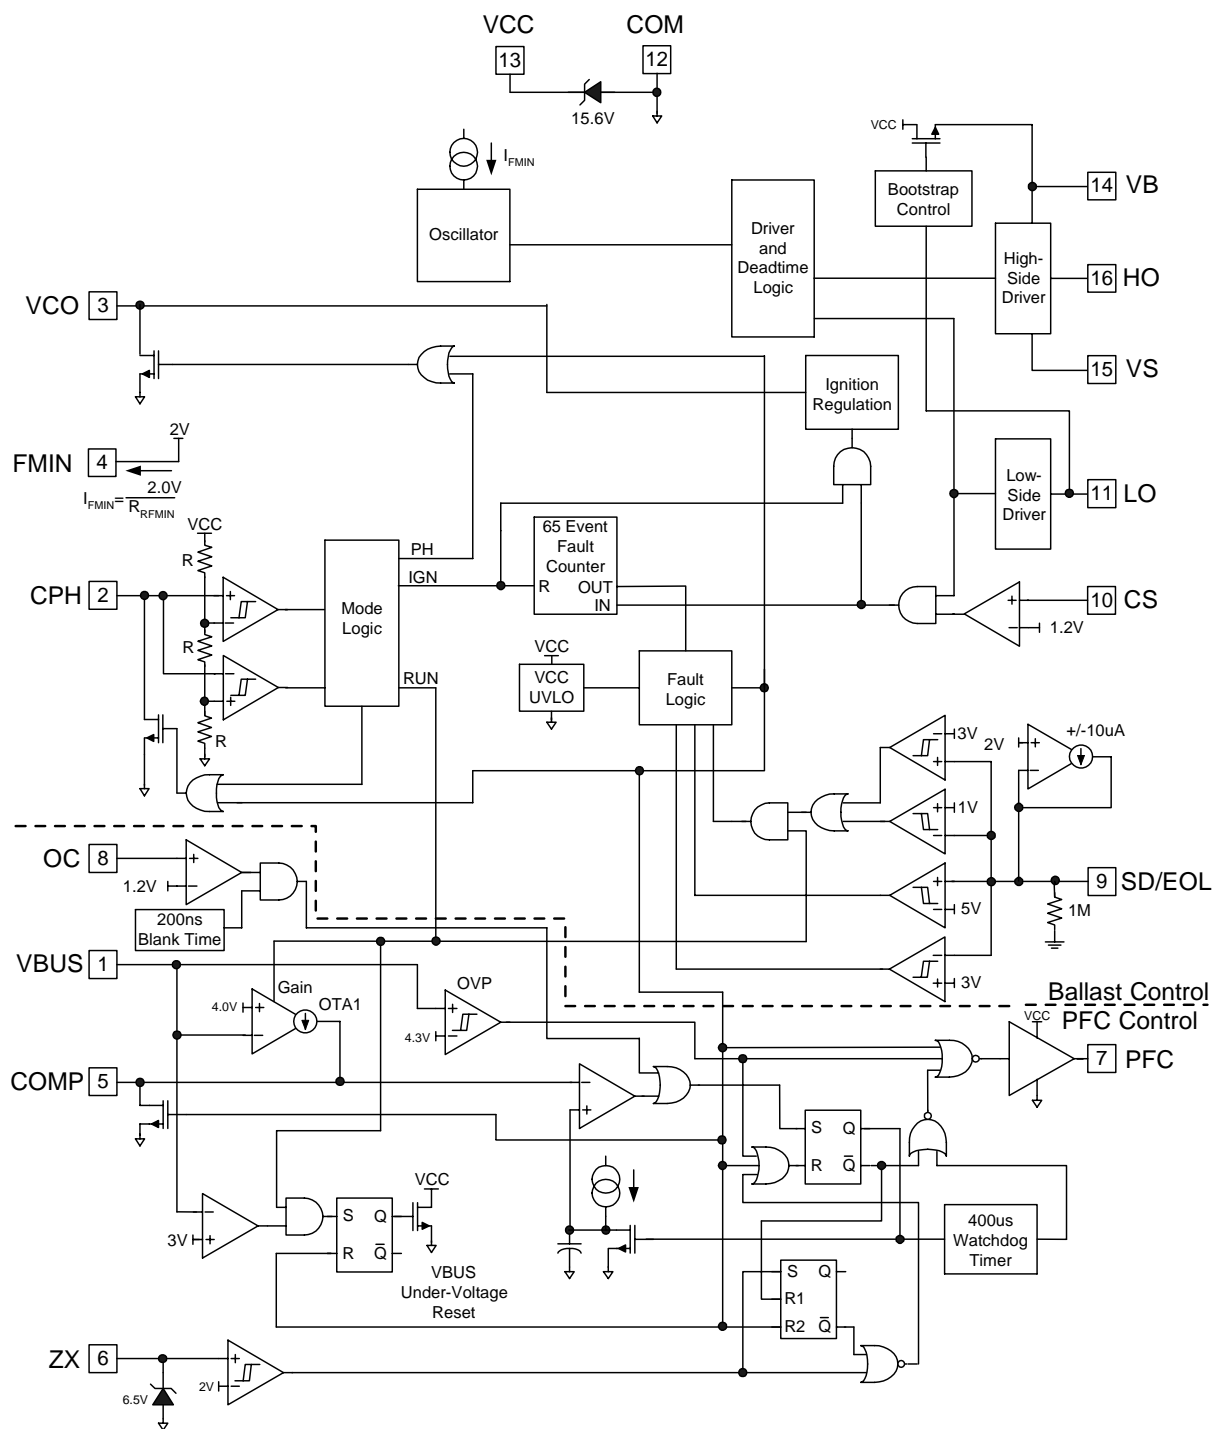 VCC
COM
13
12
15.6V
I_FMIN
VCC
Bootstrap
Control
14
VB
Oscillator
Driver
and
Deadtime
Logic
High-
Side
Driver
16
HO
VCO
3
15
VS
Ignition
Regulation
2V
FMIN
4
I_FMIN=
2.0V
R_RFMIN
Low-
Side
Driver
11
LO
VCC
R
65 Event
Fault
Counter
R
OUT
IN
PH
IGN
CPH
2
+
−
R
Mode
Logic
10
CS
+
−
1.2V
VCC
VCC
UVLO
Fault
Logic
RUN
−
+
R
−
3V
+
2V
+
−
+/-10uA
+
1V
−
OC
8
+
1.2V
−
200ns
Blank Time
+
−
5V
9
SD/EOL
1M
VBUS
1
−
+
3V
Gain
4.0V
+
−
OTA1
OVP
+
4.3V
−
Ballast Control
PFC Control
VCC
7
PFC
COMP
5
−
+
S
Q
R
Q̅
VCC
−
3V
+
S
Q
R
Q̅
VBUS
Under-Voltage
Reset
400us
Watchdog
Timer
S
Q
R1
R2
Q̅
ZX
6
6.5V
+
2V
−